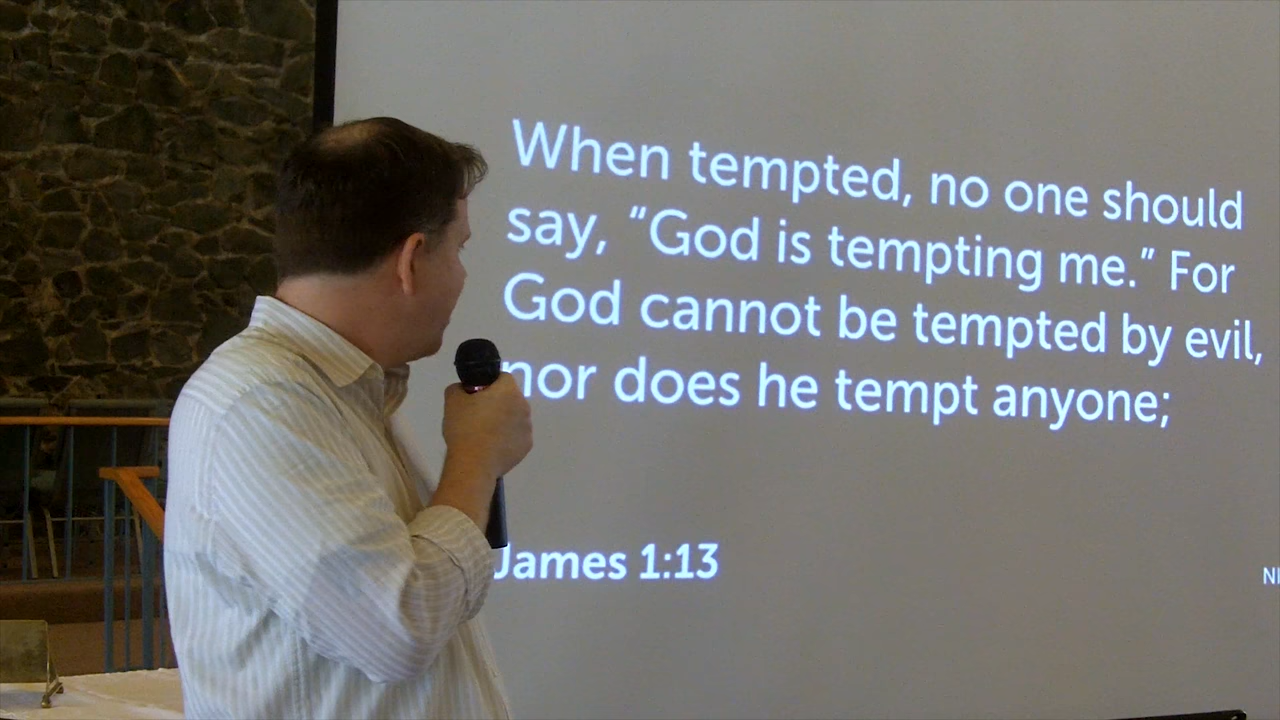 When tempted, no one should
say, “God is tempting me.” For
God cannot be tempted by evil,
nor does he tempt anyone;
James 1:13